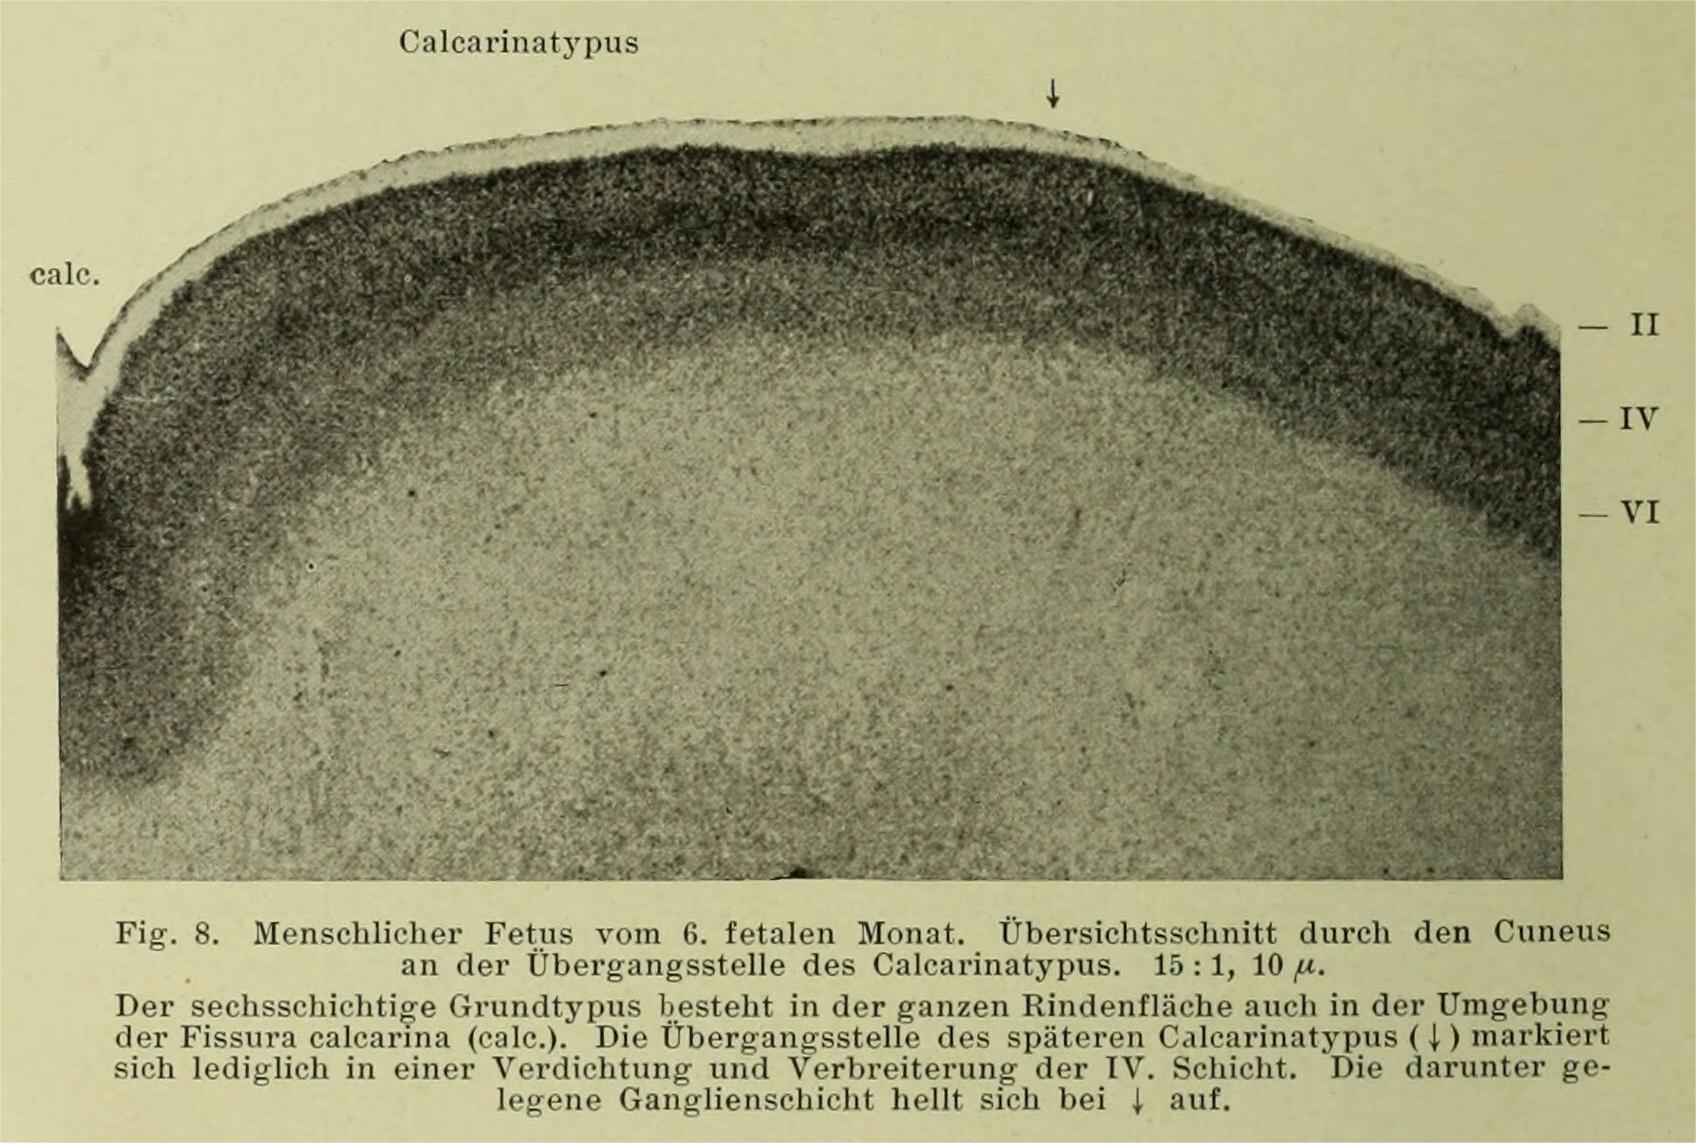 Calcarinatypus
↓
calc.
— II
— IV
— VI
Fig. 8. Menschlicher Fetus vom 6. fetalen Monat. Übersichtsschnitt durch den Cuneus
an der Übergangsstelle des Calcarinatypus. 15 : 1, 10 µ.
Der sechsschichtige Grundtypus besteht in der ganzen Rindenfläche auch in der Umgebung
der Fissura calcarina (calc.). Die Übergangsstelle des späteren Calcarinatypus (↓) markiert
sich lediglich in einer Verdichtung und Verbreiterung der IV. Schicht. Die darunter ge-
legene Ganglienschicht hellt sich bei ↓ auf.